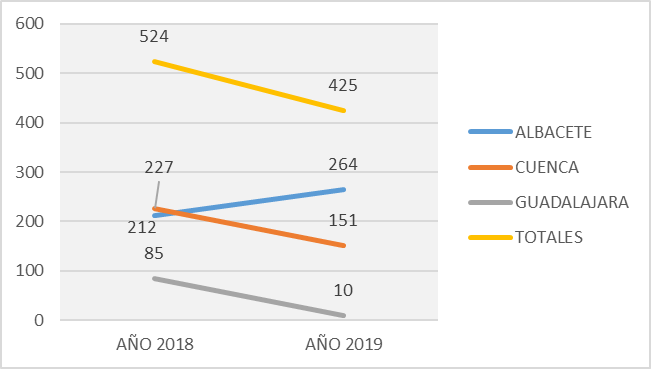 600
524
500
425
400
300
227
264
200
212
151
100
85
10
0
AÑO 2018
AÑO 2019
ALBACETE
CUENCA
GUADALAJARA
TOTALES